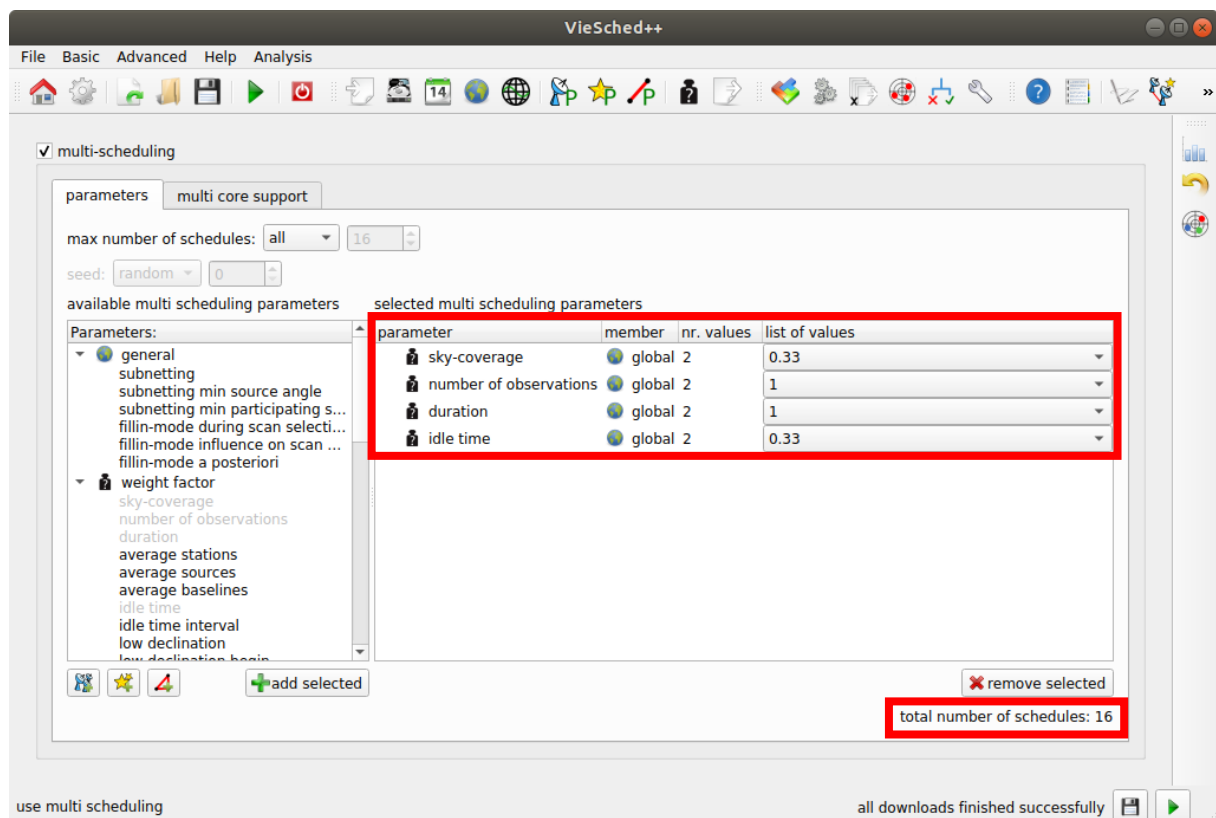 VieSched++
File Basic Advanced Help Analysis
14 P P P ? ? »
multi-scheduling
parameters multi core support
max number of schedules: all 16
seed: random 0
available multi scheduling parameters selected multi scheduling parameters
Parameters: parameter member nr. values list of values
general sky-coverage global 2 0.33
subnetting
subnetting min source angle number of observations global 2 1
subnetting min participating s...
fillin-mode during scan selecti... duration global 2 1
fillin-mode influence on scan ... idle time global 2 0.33
fillin-mode a posteriori
weight factor
sky-coverage
number of observations
duration
average stations
average sources
average baselines
idle time
idle time interval
low declination
low declination begin
add selected remove selected
total number of schedules: 16
use multi scheduling all downloads finished successfully